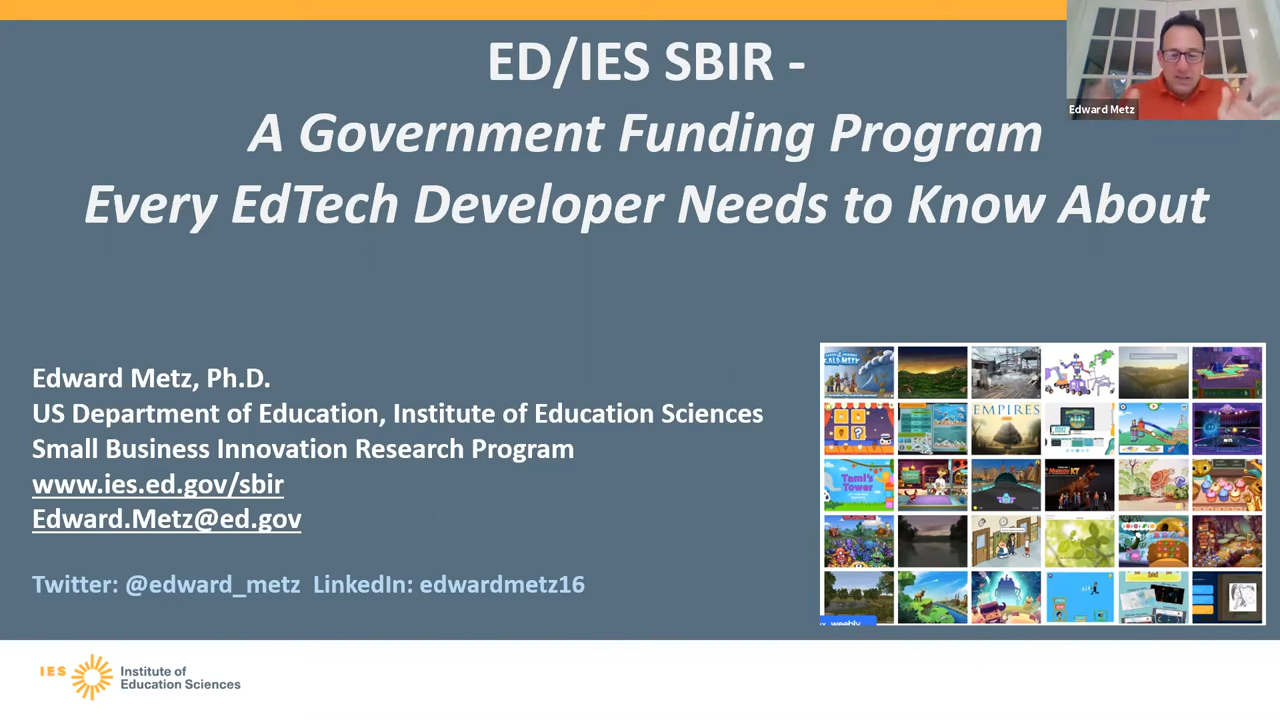 ED/IES SBIR -
A Government Funding Program
Every EdTech Developer Needs to Know About
Edward Metz
Edward Metz, Ph.D.
US Department of Education, Institute of Education Sciences
Small Business Innovation Research Program
www.ies.ed.gov/sbir
Edward.Metz@ed.gov
Twitter: @edward_metz LinkedIn: edwardmetz16
EMPIRES
Tami's
Tower
weebly
IES
Institute of
Education Sciences